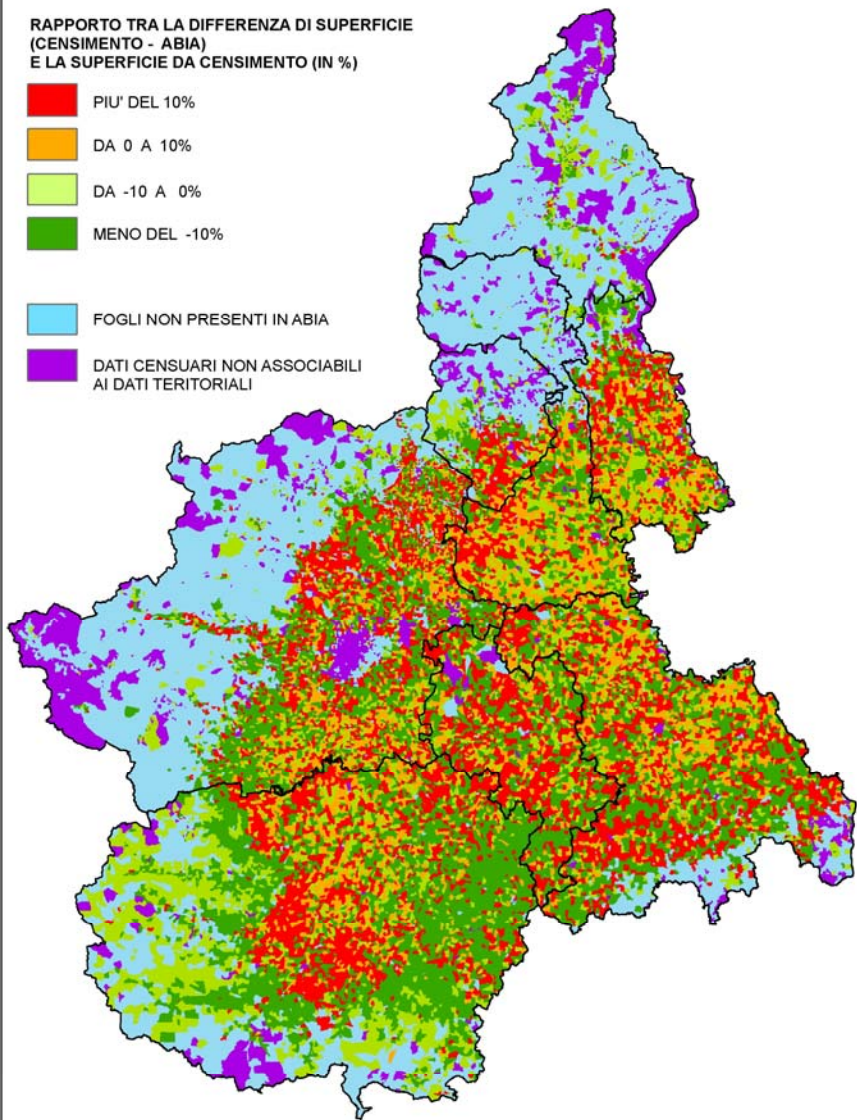 RAPPORTO TRA LA DIFFERENZA DI SUPERFICIE
(CENSIMENTO - ABIA)
E LA SUPERFICIE DA CENSIMENTO (IN %)
PIU' DEL 10%
DA 0 A 10%
DA -10 A 0%
MENO DEL -10%
FOGLI NON PRESENTI IN ABIA
DATI CENSUARI NON ASSOCIABILI
AI DATI TERITORIALI